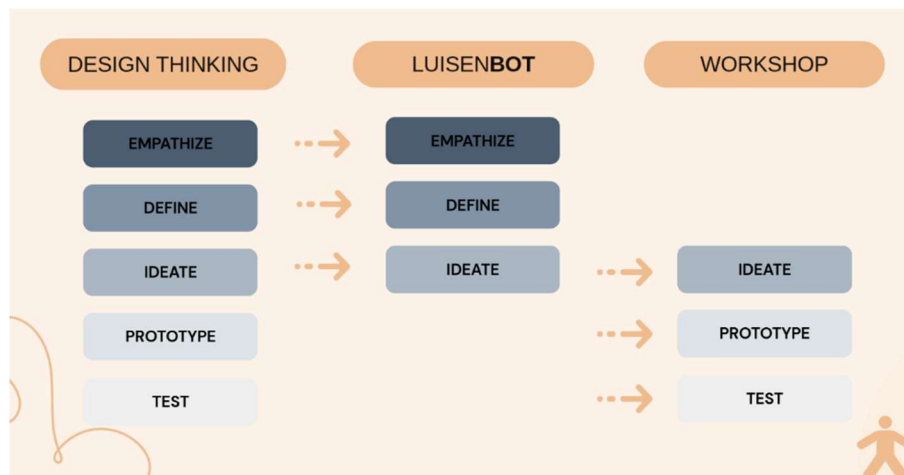 DESIGN THINKING
LUISENBOT
WORKSHOP
EMPATHIZE
EMPATHIZE
DEFINE
DEFINE
IDEATE
IDEATE
IDEATE
PROTOTYPE
PROTOTYPE
TEST
TEST